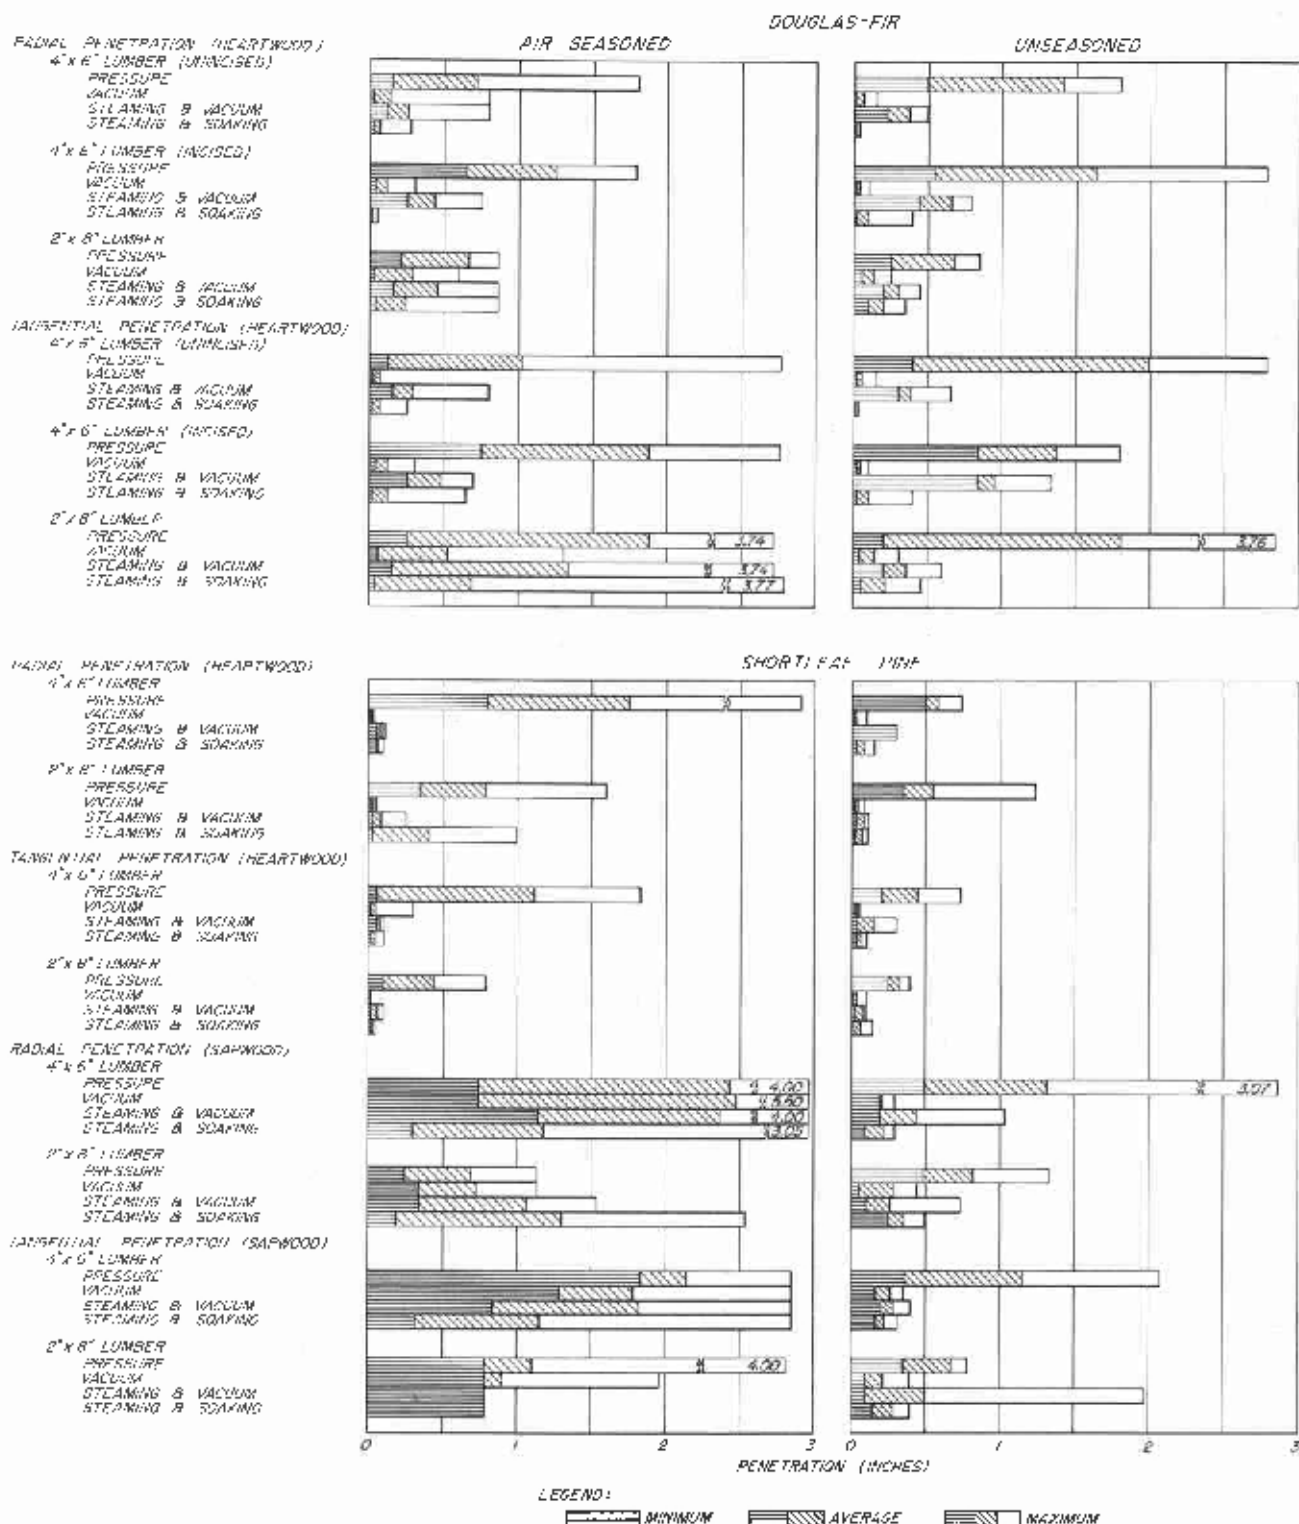 DOUGLAS-FIR
AIR SEASONED
UNSEASONED
RADIAL PENETRATION (HEARTWOOD)
4" x 6" LUMBER (UNINCISED)
PRESSURE
VACUUM
STEAMING & VACUUM
STEAMING & SOAKING
4" x 6" LUMBER (INCISED)
PRESSURE
VACUUM
STEAMING & VACUUM
STEAMING & SOAKING
2" x 8" LUMBER
PRESSURE
VACUUM
STEAMING & VACUUM
STEAMING & SOAKING
TANGENTIAL PENETRATION (HEARTWOOD)
4" x 6" LUMBER (UNINCISED)
PRESSURE
VACUUM
STEAMING & VACUUM
STEAMING & SOAKING
4" x 6" LUMBER (INCISED)
PRESSURE
VACUUM
STEAMING & VACUUM
STEAMING & SOAKING
2" x 8" LUMBER
PRESSURE 3.74 3.76
VACUUM
STEAMING & VACUUM 3.74
STEAMING & SOAKING 3.77
SHORTLEAF PINE
RADIAL PENETRATION (HEARTWOOD)
4" x 6" LUMBER
PRESSURE
VACUUM
STEAMING & VACUUM
STEAMING & SOAKING
2" x 8" LUMBER
PRESSURE
VACUUM
STEAMING & VACUUM
STEAMING & SOAKING
TANGENTIAL PENETRATION (HEARTWOOD)
4" x 6" LUMBER
PRESSURE
VACUUM
STEAMING & VACUUM
STEAMING & SOAKING
2" x 8" LUMBER
PRESSURE
VACUUM
STEAMING & VACUUM
STEAMING & SOAKING
RADIAL PENETRATION (SAPWOOD)
4" x 6" LUMBER
PRESSURE 4.00 3.07
VACUUM 3.50
STEAMING & VACUUM 4.00
STEAMING & SOAKING 3.05
2" x 8" LUMBER
PRESSURE
VACUUM
STEAMING & VACUUM
STEAMING & SOAKING
TANGENTIAL PENETRATION (SAPWOOD)
4" x 6" LUMBER
PRESSURE
VACUUM
STEAMING & VACUUM
STEAMING & SOAKING
2" x 8" LUMBER
PRESSURE 4.00
VACUUM
STEAMING & VACUUM
STEAMING & SOAKING
0 1 2 3 0 1 2 3
PENETRATION (INCHES)
LEGEND:
MINIMUM AVERAGE MAXIMUM